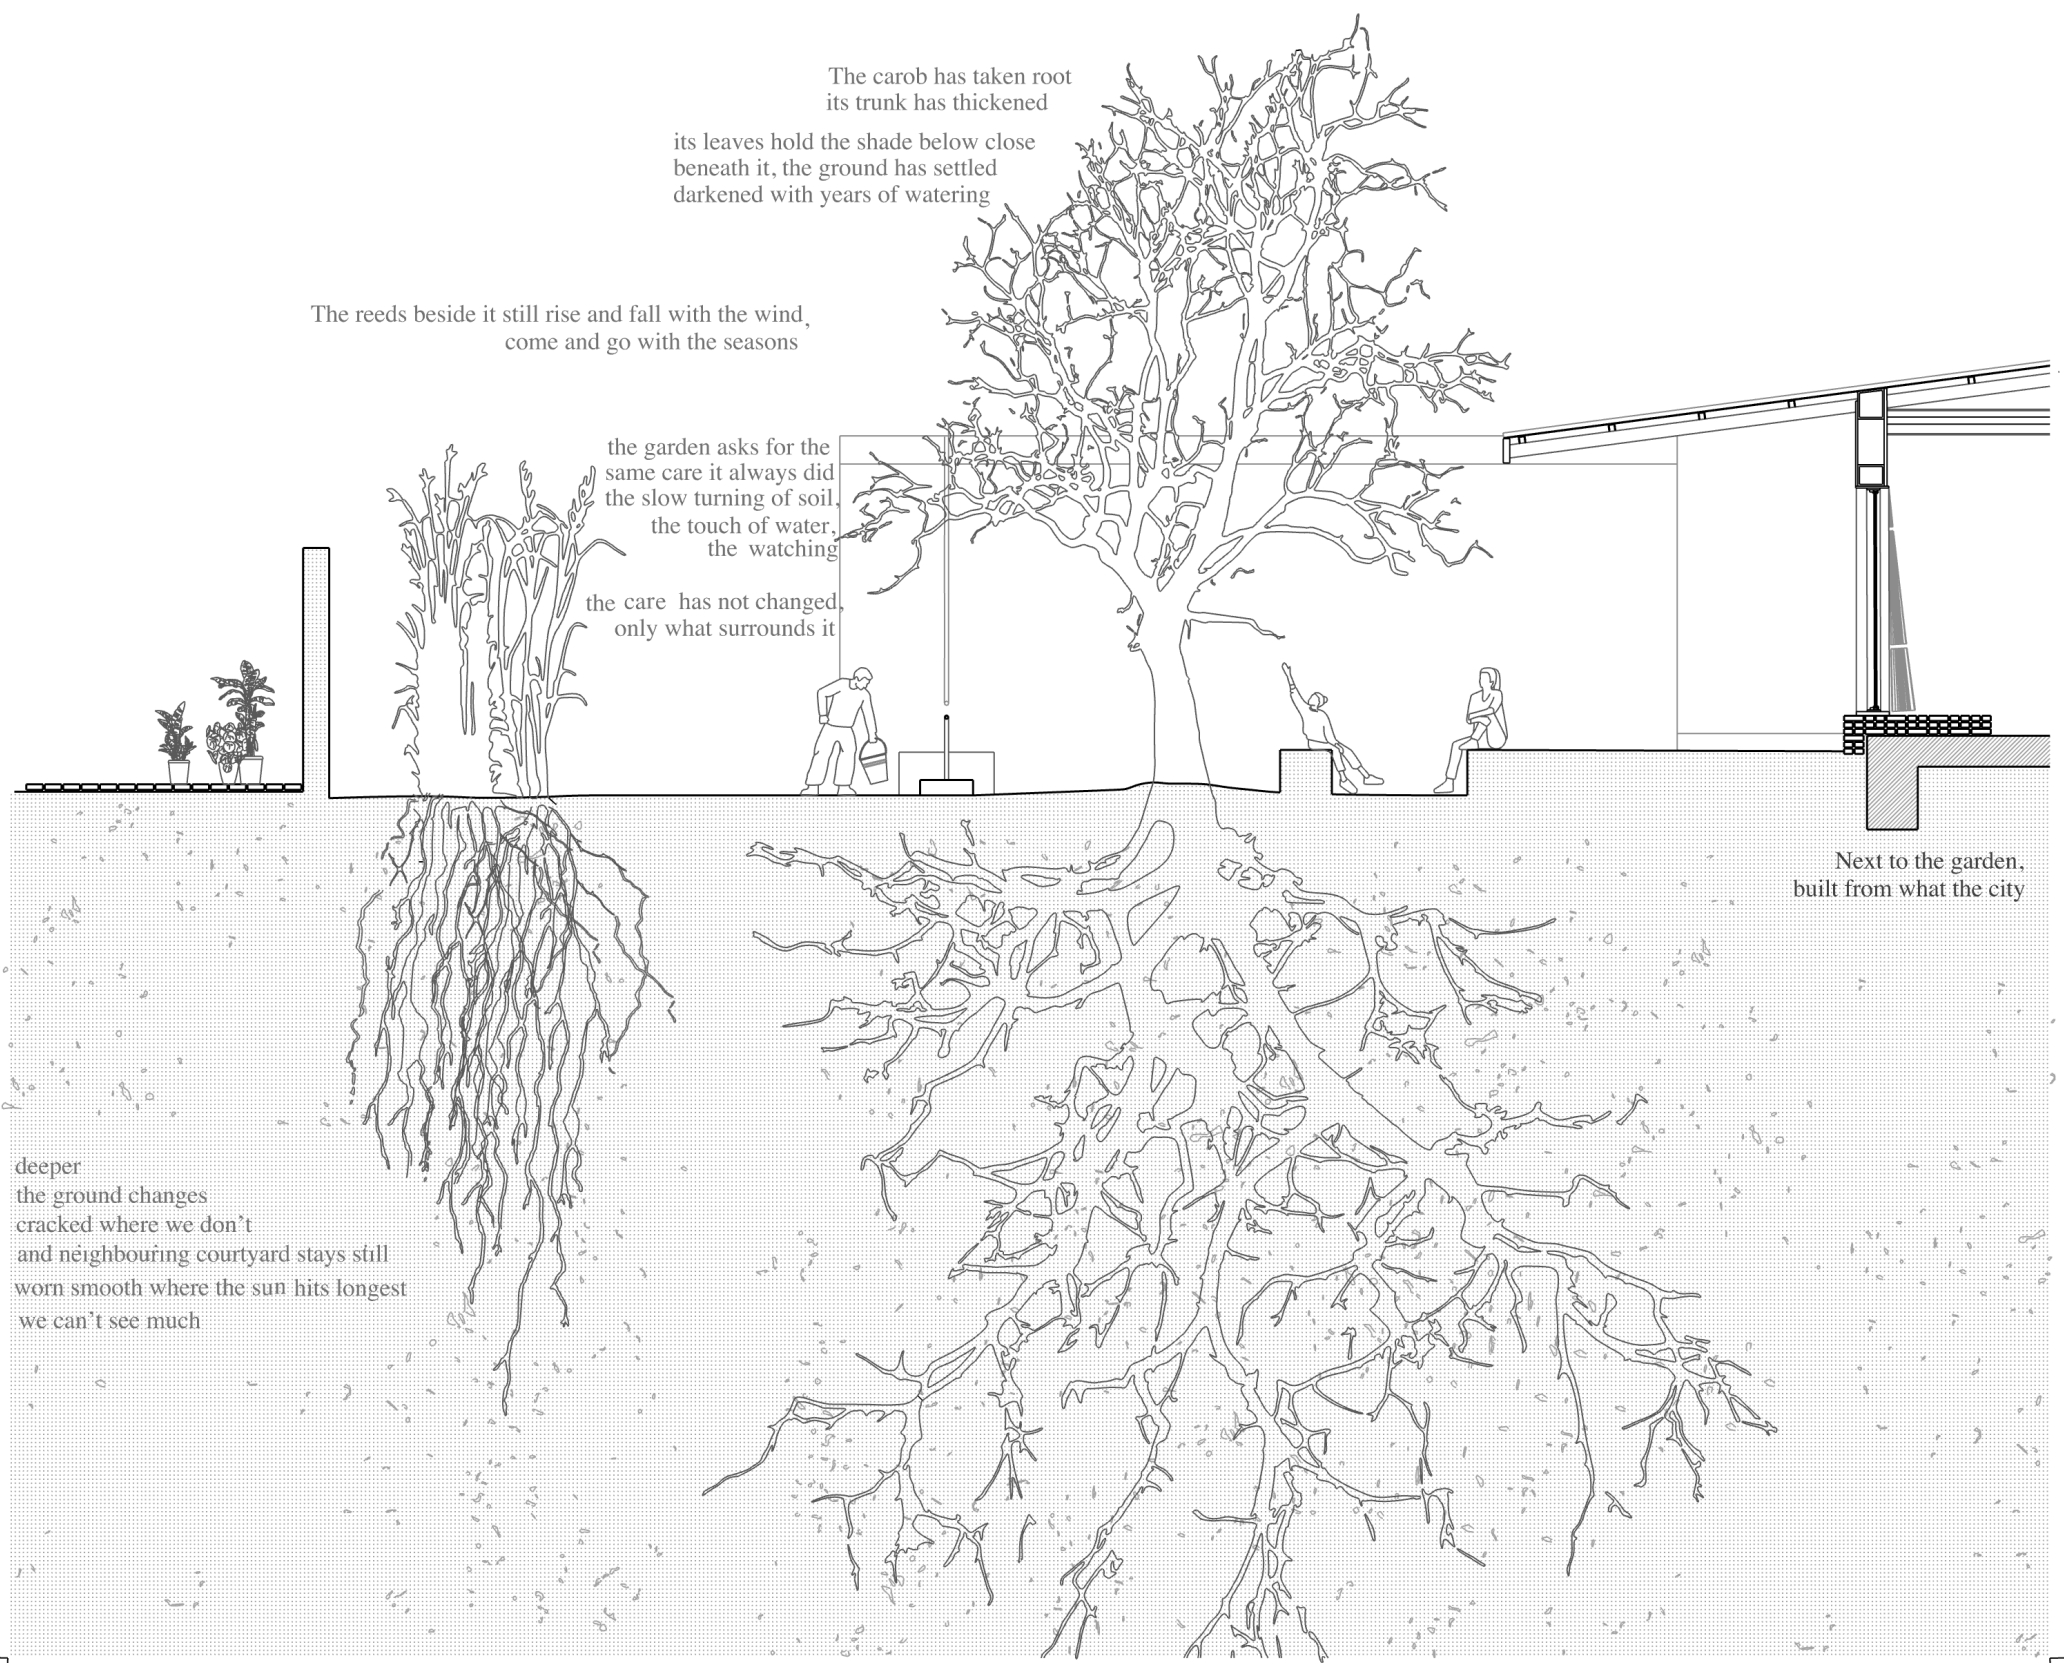 The carob has taken root
its trunk has thickened
its leaves hold the shade below close
beneath it, the ground has settled
darkened with years of watering
The reeds beside it still rise and fall with the wind,
come and go with the seasons
the garden asks for the
same care it always did
the slow turning of soil,
the touch of water,
the watching
the care has not changed,
only what surrounds it
Next to the garden,
built from what the city
deeper
the ground changes
cracked where we don't
and neighbouring courtyard stays still
worn smooth where the sun hits longest
we can't see much